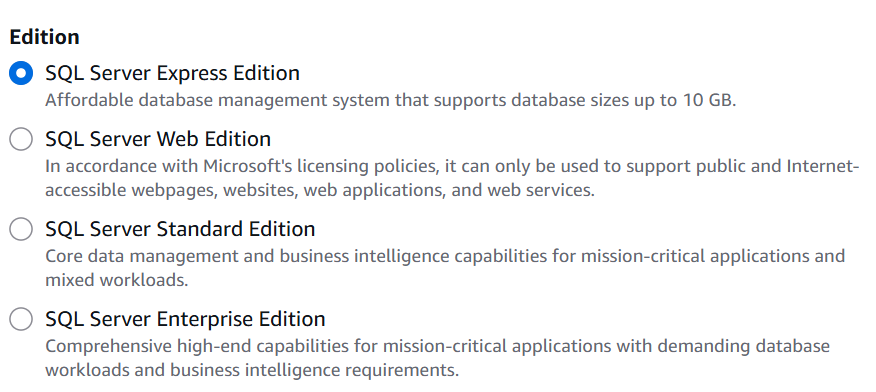 Edition
SQL Server Express Edition
Affordable database management system that supports database sizes up to 10 GB.
SQL Server Web Edition
In accordance with Microsoft's licensing policies, it can only be used to support public and Internet-
accessible webpages, websites, web applications, and web services.
SQL Server Standard Edition
Core data management and business intelligence capabilities for mission-critical applications and
mixed workloads.
SQL Server Enterprise Edition
Comprehensive high-end capabilities for mission-critical applications with demanding database
workloads and business intelligence requirements.